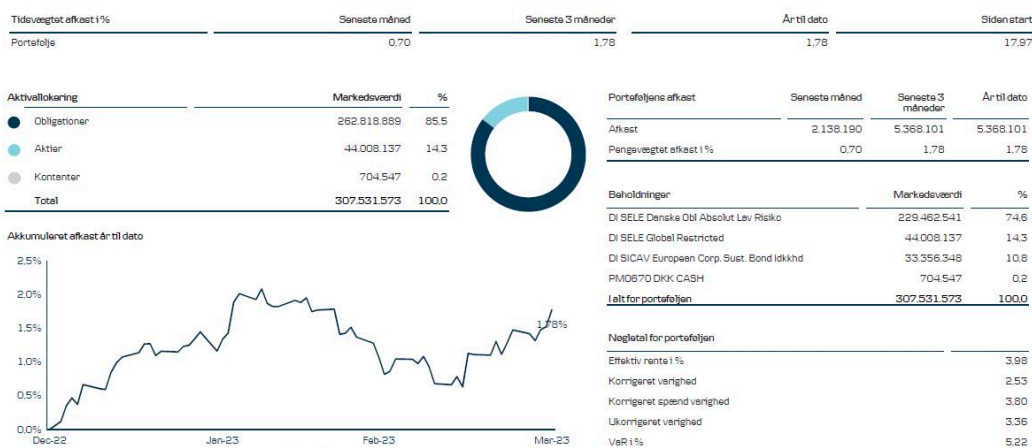 Tidsvægtet afkast i % Seneste måned Seneste 3 måneder År til dato Siden start
Portefølje 0,70 1,78 1,78 17,97
Aktivallokering Markedsværdi %
Obligationer 262.818.889 85,5
Aktier 44.008.137 14,3
Kontanter 704.547 0,2
Total 307.531.573 100,0
Porteføljens afkast Seneste måned Seneste 3 måneder År til dato
Afkast 2.138.190 5.368.101 5.368.101
Pengevægtet afkast i % 0,70 1,78 1,78
Beholdninger Markedsværdi %
DI SELE Danske Obl Absolut Lav Risiko 229.462.541 74,6
DI SELE Global Restricted 44.008.137 14,3
DI SICAV European Corp. Sust. Bond Idkkhd 33.356.348 10,8
PM0670 DKK CASH 704.547 0,2
I alt for porteføljen 307.531.573 100,0
Akkumuleret afkast år til dato
2.5%
2.0%
1.5%
1.0%
0.5%
0.0%
1.78%
Dec-22 Jan-23 Feb-23 Mar-23
Nøgletal for porteføljen
Effektiv rente i % 3,98
Korrigeret varighed 2,53
Korrigeret spænd varighed 3,80
Ukorrigeret varighed 3,36
VaR i % 5,22